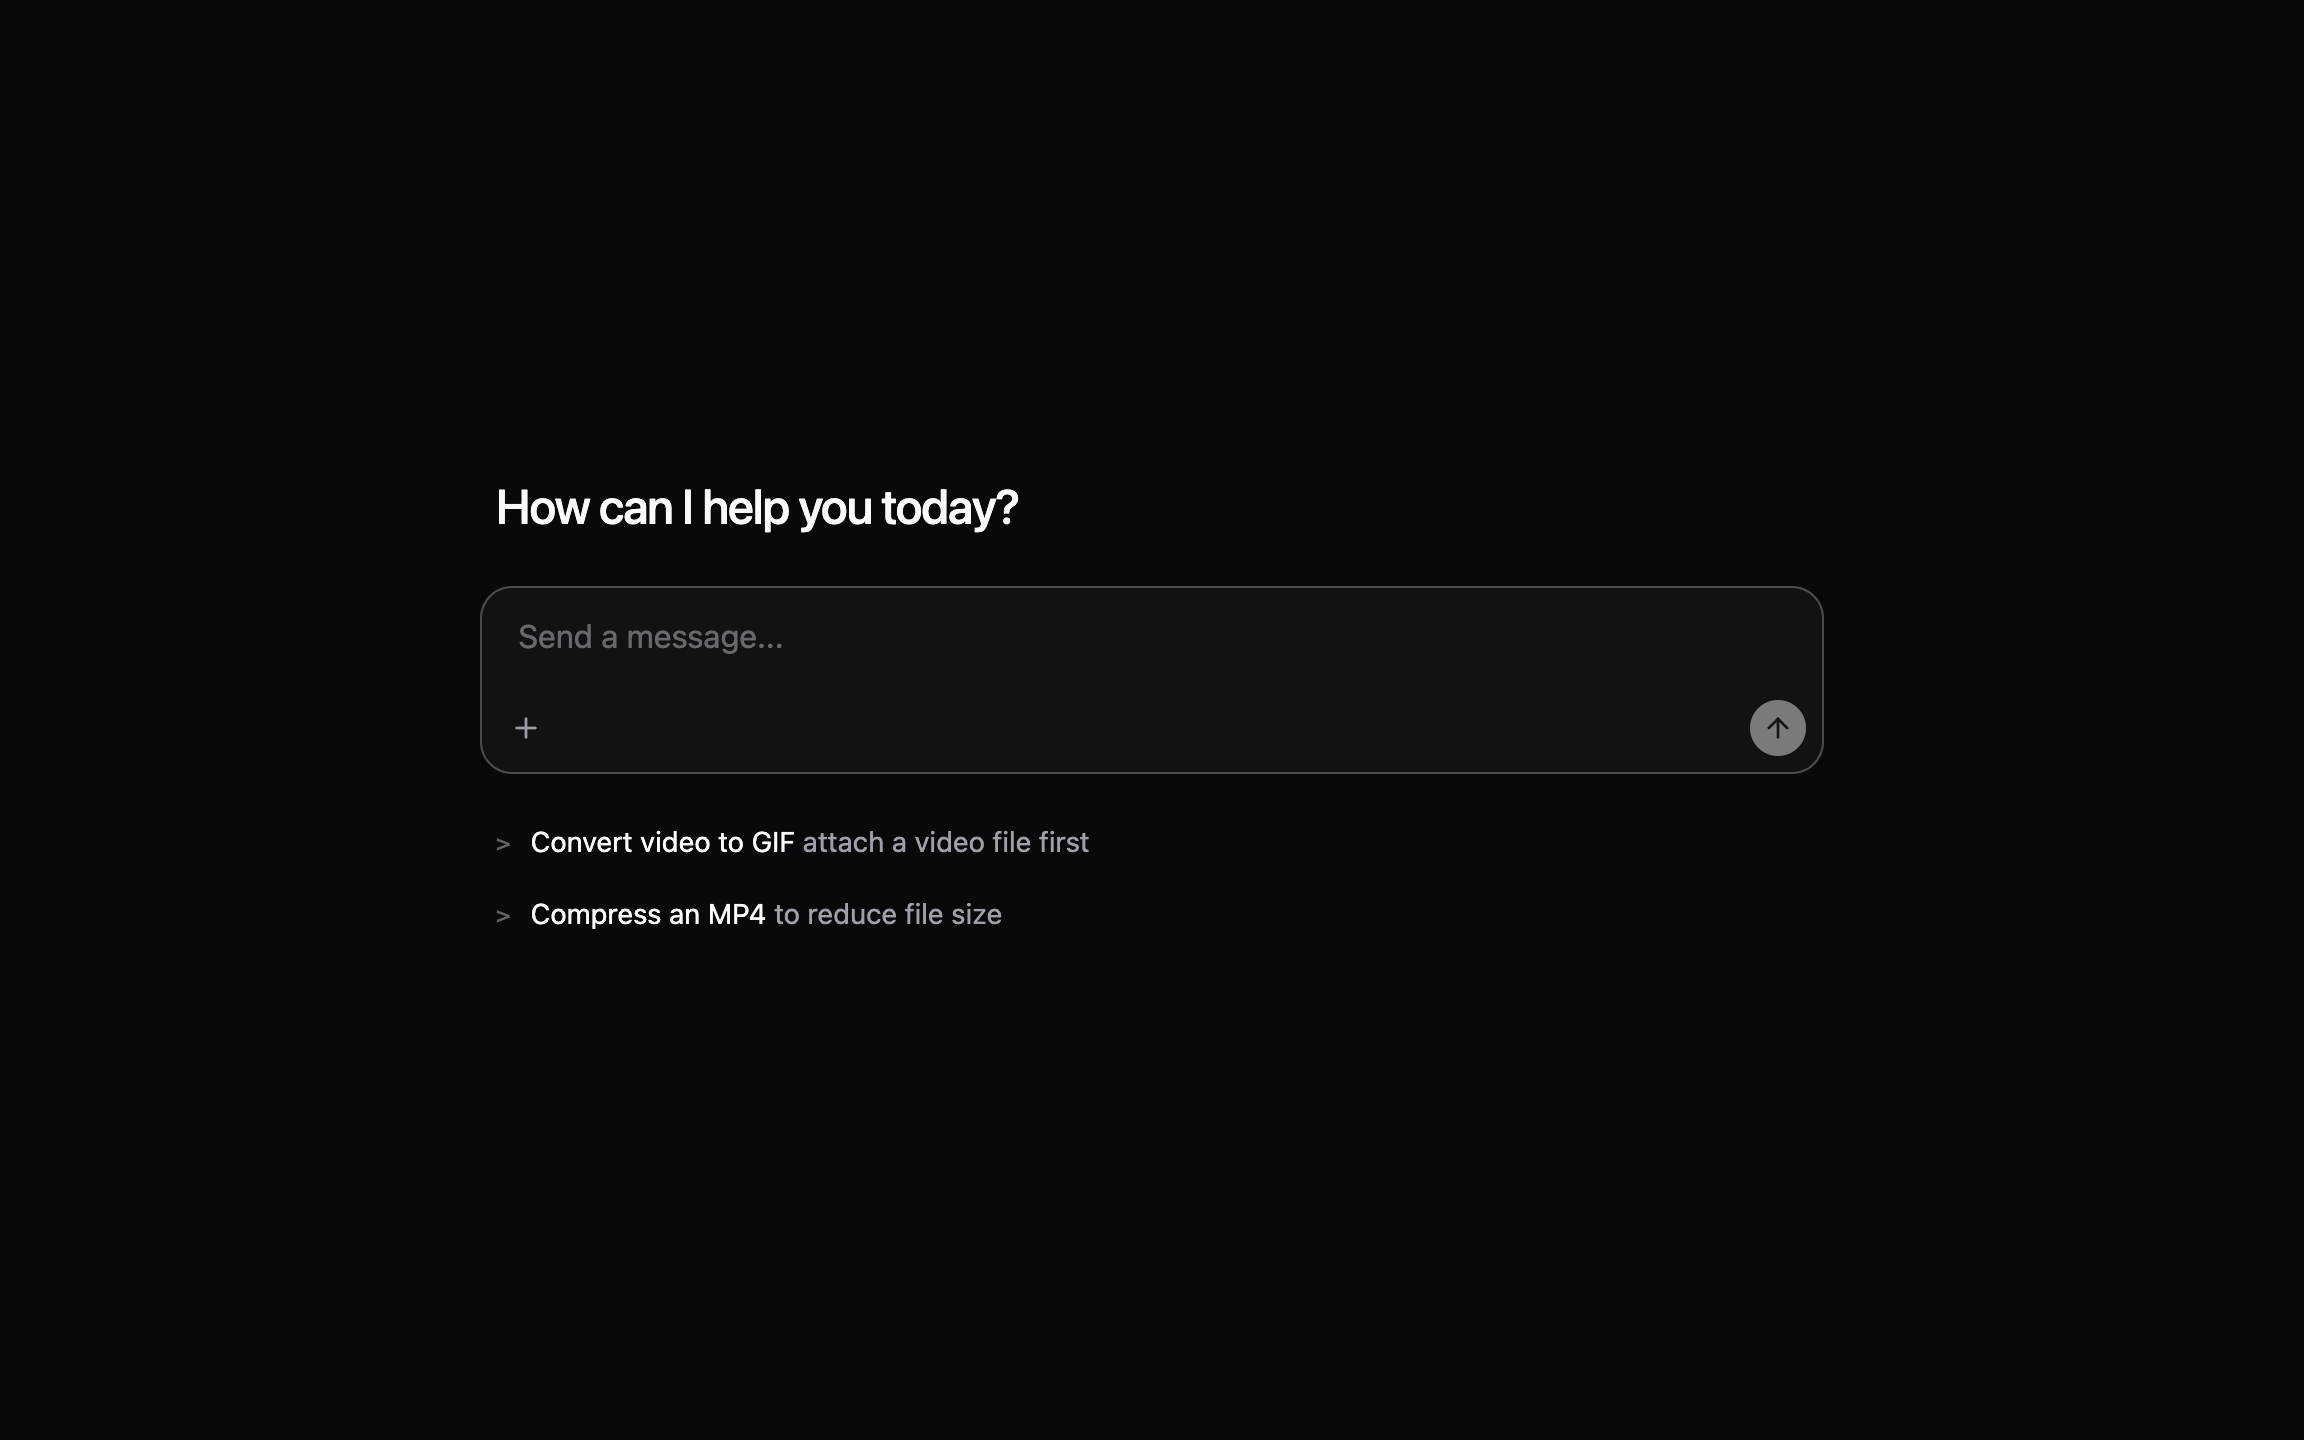 How can I help you today?
Send a message...
> Convert video to GIF attach a video file first
> Compress an MP4 to reduce file size